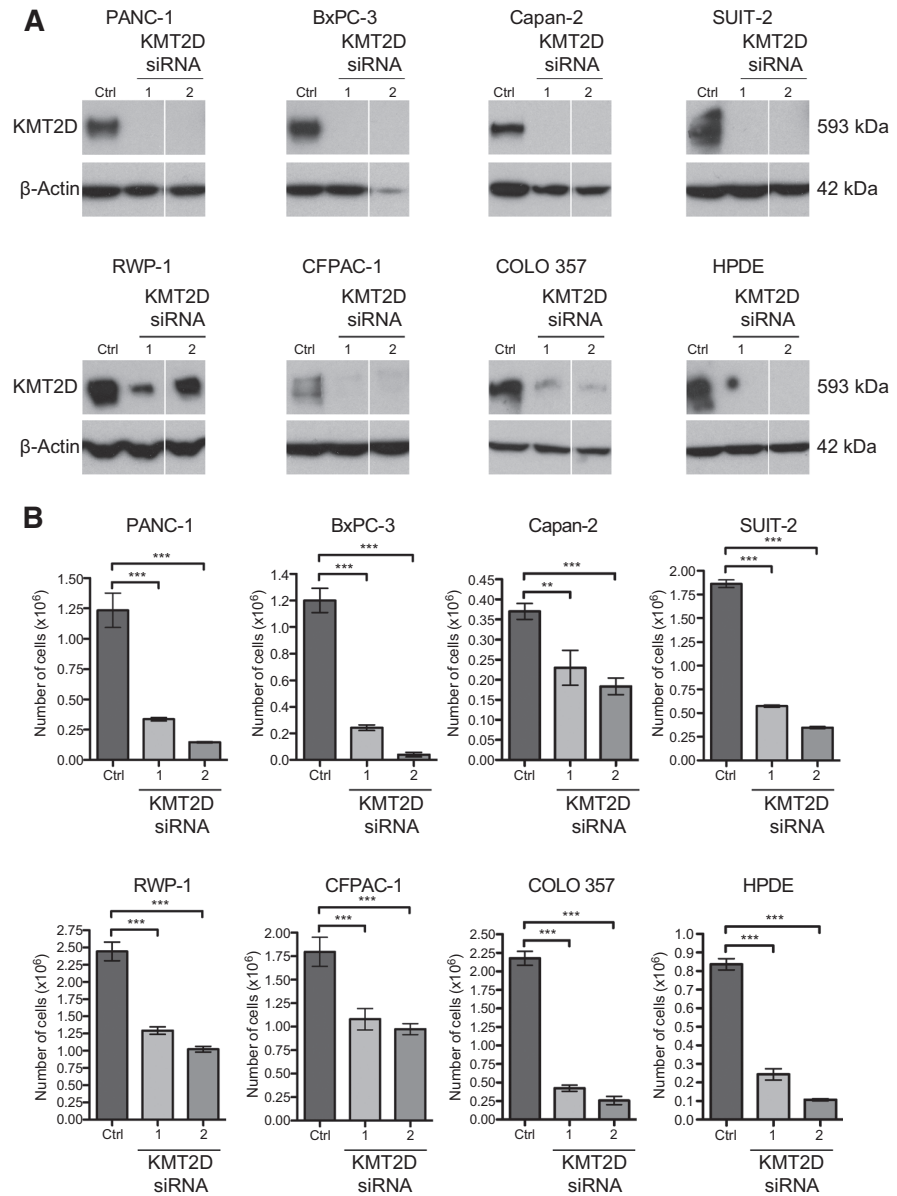 A
PANC-1
KMT2D
siRNA
Ctrl 1 2
BxPC-3
KMT2D
siRNA
Ctrl 1 2
Capan-2
KMT2D
siRNA
Ctrl 1 2
SUIT-2
KMT2D
siRNA
Ctrl 1 2
KMT2D
593 kDa
β-Actin
42 kDa
RWP-1
KMT2D
siRNA
Ctrl 1 2
CFPAC-1
KMT2D
siRNA
Ctrl 1 2
COLO 357
KMT2D
siRNA
Ctrl 1 2
HPDE
KMT2D
siRNA
Ctrl 1 2
KMT2D
593 kDa
β-Actin
42 kDa
B
PANC-1
***
***
Number of cells (x10⁶)
1.50
1.25
1.00
0.75
0.50
0.25
0.00
Ctrl 1 2
KMT2D
siRNA
BxPC-3
***
***
Number of cells (x10⁶)
1.4
1.2
1.0
0.8
0.6
0.4
0.2
0.0
Ctrl 1 2
KMT2D
siRNA
Capan-2
***
**
Number of cells (x10⁶)
0.45
0.40
0.35
0.30
0.25
0.20
0.15
0.10
0.05
0.00
Ctrl 1 2
KMT2D
siRNA
SUIT-2
***
***
Number of cells (x10⁶)
2.00
1.75
1.50
1.25
1.00
0.75
0.50
0.25
0.00
Ctrl 1 2
KMT2D
siRNA
RWP-1
***
***
Number of cells (x10⁶)
2.75
2.50
2.25
2.00
1.75
1.50
1.25
1.00
0.75
0.50
0.25
0.00
Ctrl 1 2
KMT2D
siRNA
CFPAC-1
***
***
Number of cells (x10⁶)
2.00
1.75
1.50
1.25
1.00
0.75
0.50
0.25
0.00
Ctrl 1 2
KMT2D
siRNA
COLO 357
***
***
Number of cells (x10⁶)
2.50
2.25
2.00
1.75
1.50
1.25
1.00
0.75
0.50
0.25
0.00
Ctrl 1 2
KMT2D
siRNA
HPDE
***
***
Number of cells (x10⁶)
1.0
0.9
0.8
0.7
0.6
0.5
0.4
0.3
0.2
0.1
0.0
Ctrl 1 2
KMT2D
siRNA